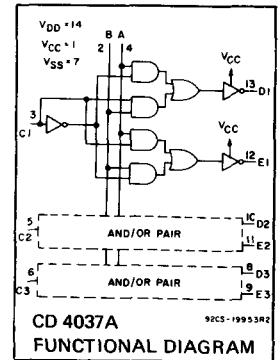 VDD = 14
VCC = 1
VSS = 7
B A
2 4
3
C1
VCC
13 D1
VCC
12 E1
5
C2
AND/OR PAIR
10 D2
11 E2
6
C3
AND/OR PAIR
8 D3
9 E3
CD 4037A
92CS-19953R2
FUNCTIONAL DIAGRAM